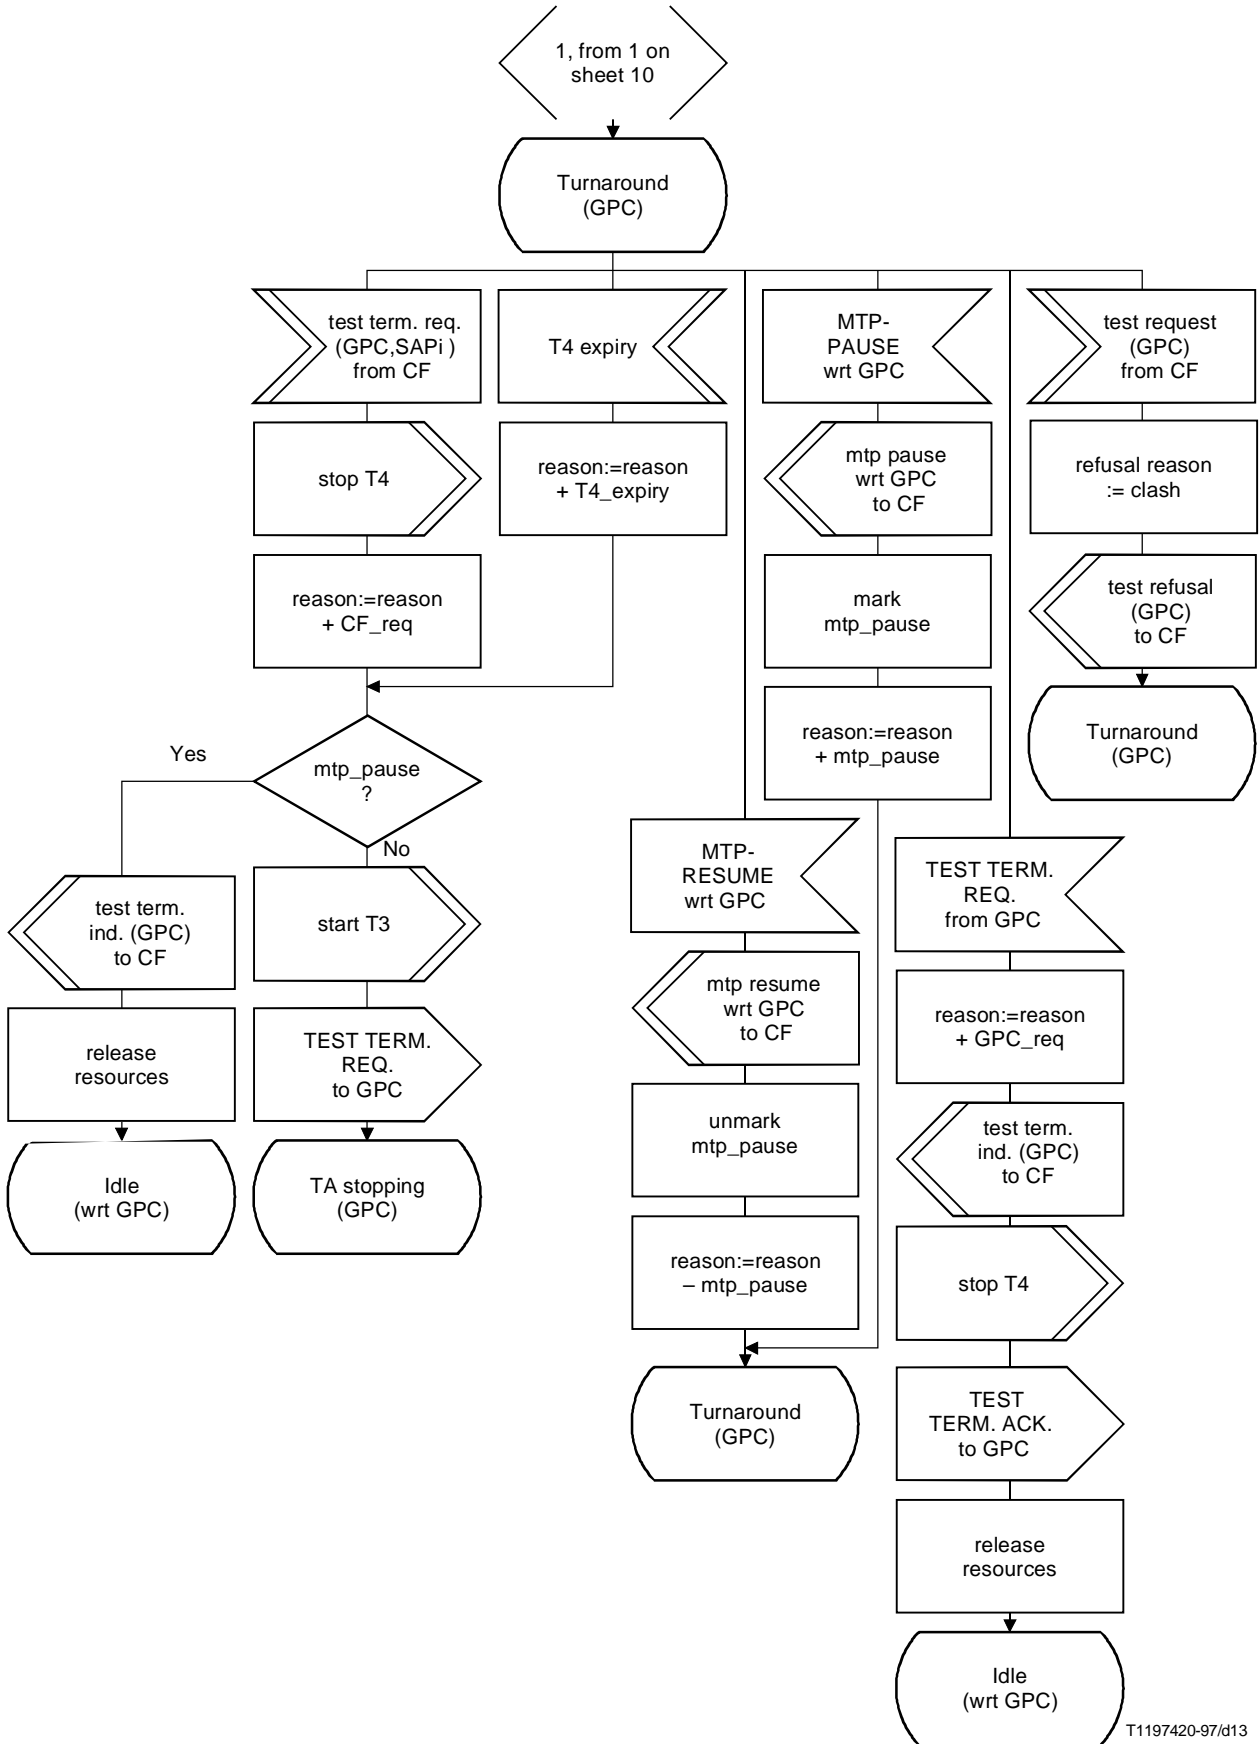 1, from 1 on
sheet 10
Turnaround
(GPC)
test term. req.
(GPC,SAPi )
from CF
stop T4
reason:=reason
+ CF_req
T4 expiry
reason:=reason
+ T4_expiry
mtp_pause
?
Yes
No
test term.
ind. (GPC)
to CF
release
resources
Idle
(wrt GPC)
start T3
TEST TERM.
REQ.
to GPC
TA stopping
(GPC)
MTP-
RESUME
wrt GPC
mtp resume
wrt GPC
to CF
unmark
mtp_pause
reason:=reason
– mtp_pause
Turnaround
(GPC)
MTP-
PAUSE
wrt GPC
mtp pause
wrt GPC
to CF
mark
mtp_pause
reason:=reason
+ mtp_pause
TEST TERM.
REQ.
from GPC
reason:=reason
+ GPC_req
test term.
ind. (GPC)
to CF
stop T4
TEST
TERM. ACK.
to GPC
release
resources
Idle
(wrt GPC)
test request
(GPC)
from CF
refusal reason
:= clash
test refusal
(GPC)
to CF
Turnaround
(GPC)
T1197420-97/d13